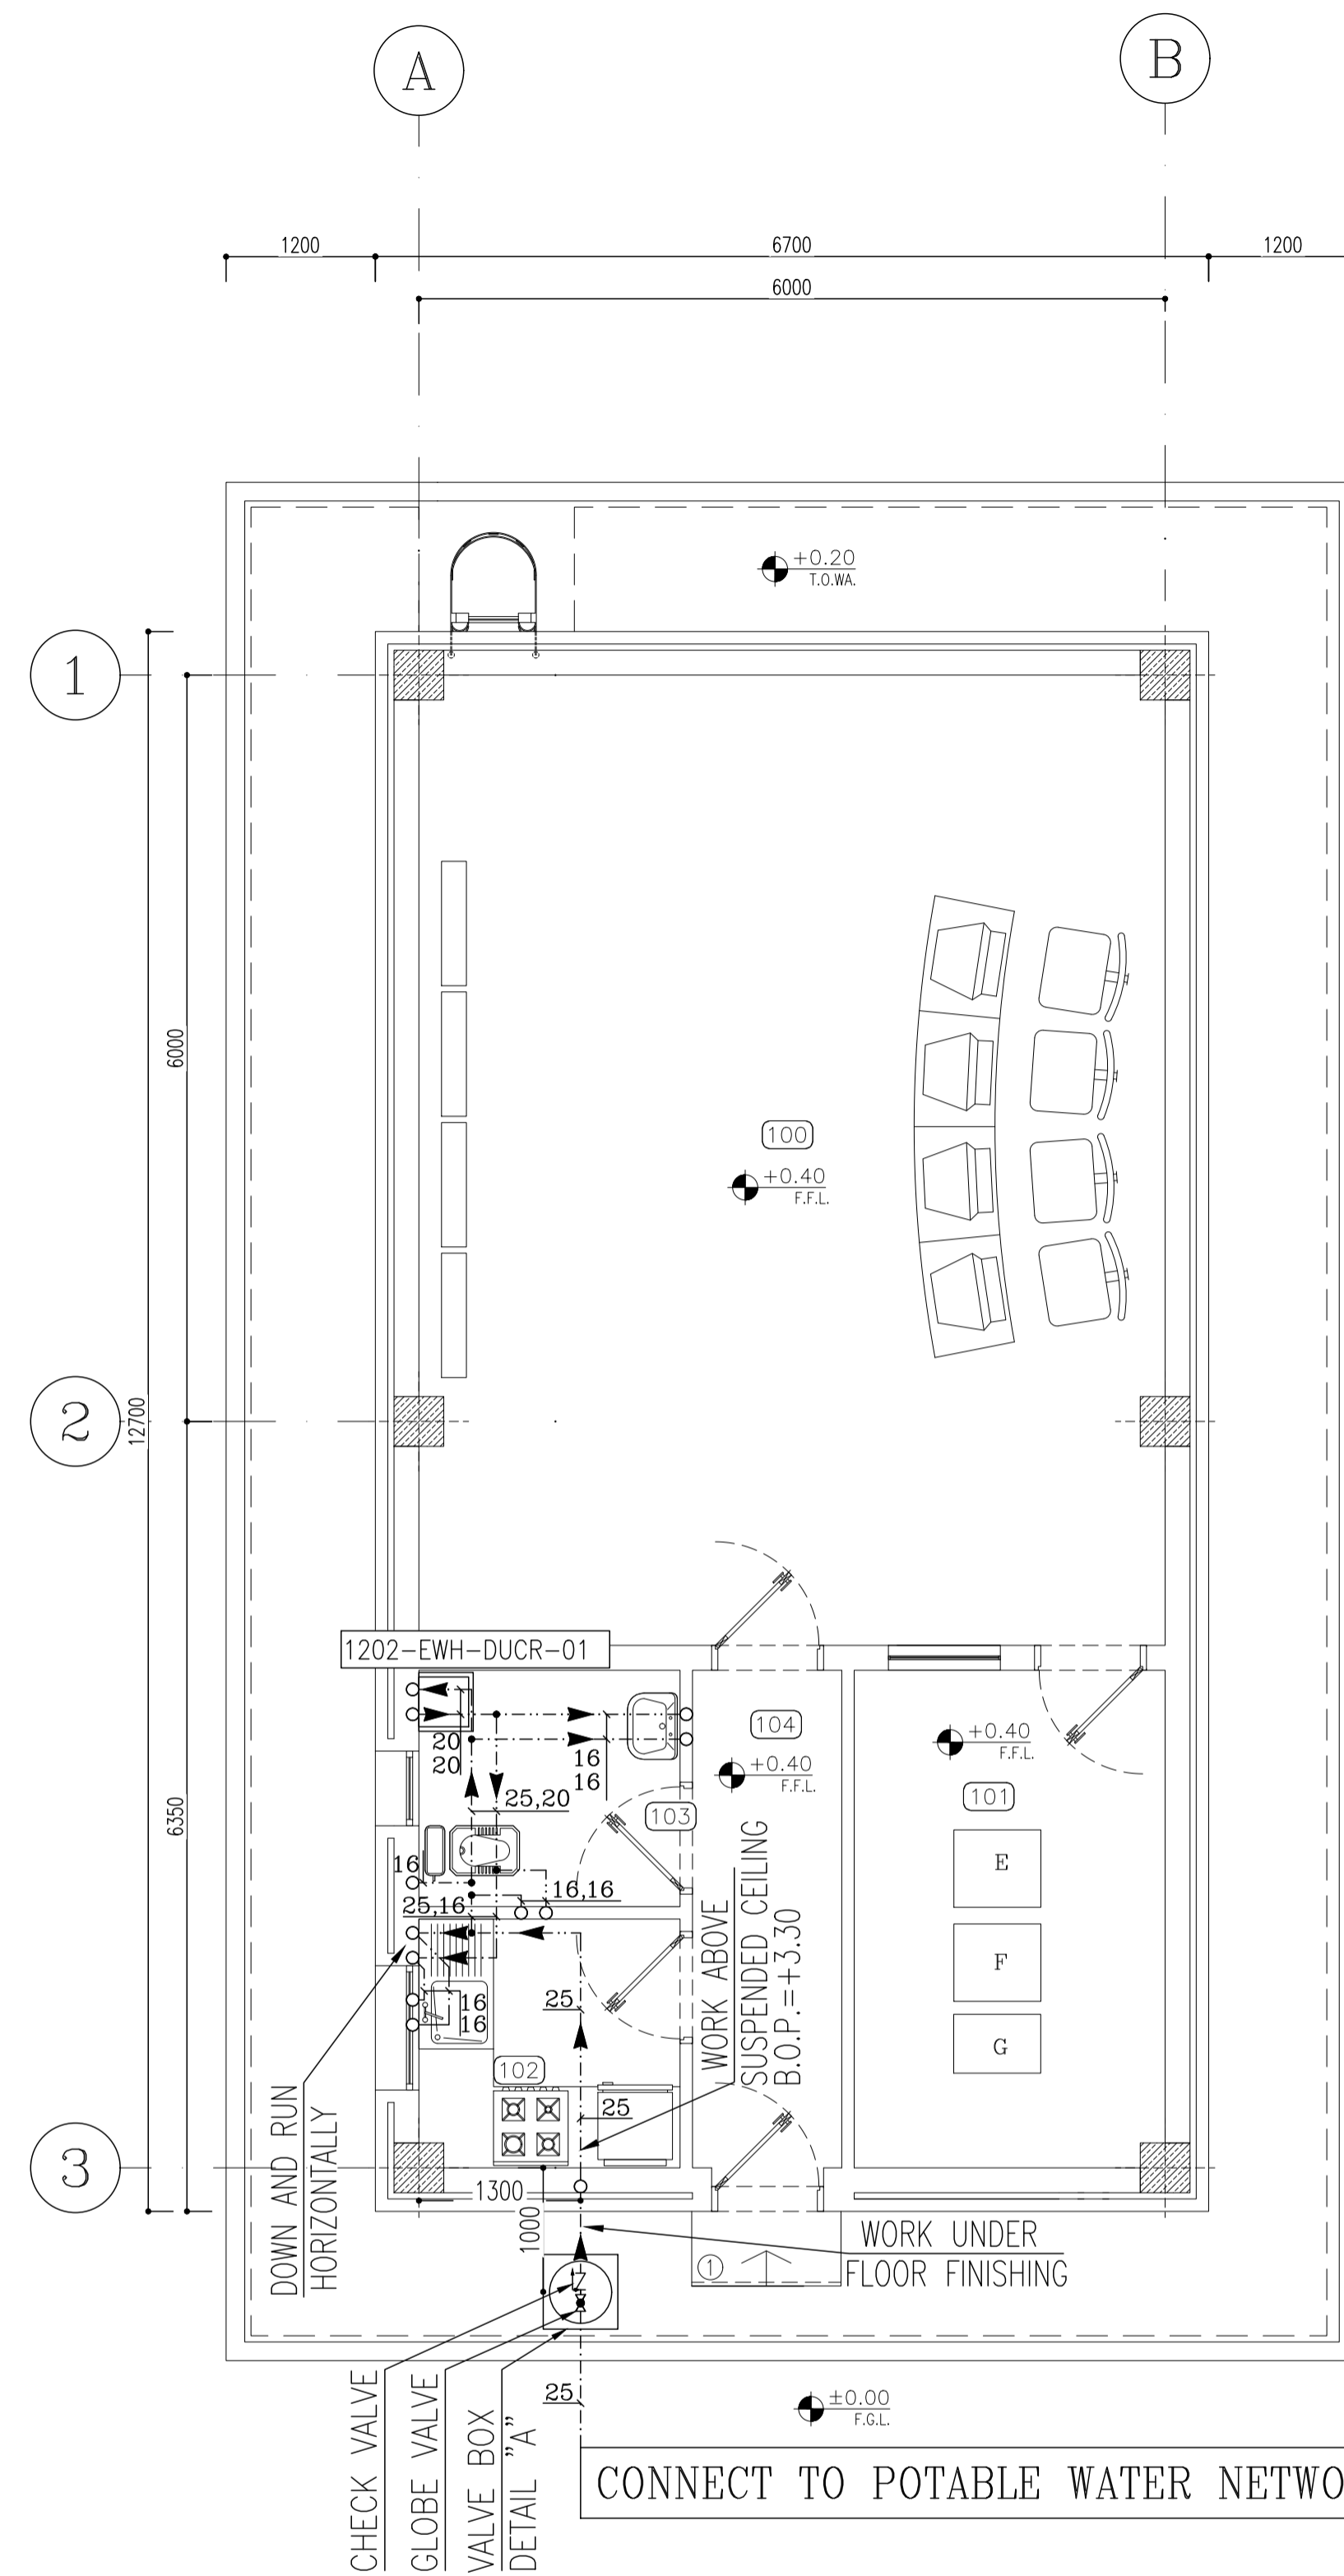 A
B
1200
6700
1200
6000
+0.20
T.O.WA.
1
6000
100
+0.40
F.F.L.
2
12700
1202-EWH-DUCR-01
20
20
16
16
104
+0.40
F.F.L.
+0.40
F.F.L.
101
25,20
103
6350
E
16
16,16
25,16
F
WORK ABOVE
SUSPENDED CEILING
B.O.P.=+3.30
25
16
16
G
102
25
DOWN AND RUN
HORIZONTALLY
3
1300
1000
WORK UNDER
FLOOR FINISHING
1
CHECK VALVE
GLOBE VALVE
VALVE BOX
DETAIL "A"
25
±0.00
F.G.L.
CONNECT TO POTABLE WATER NETWO